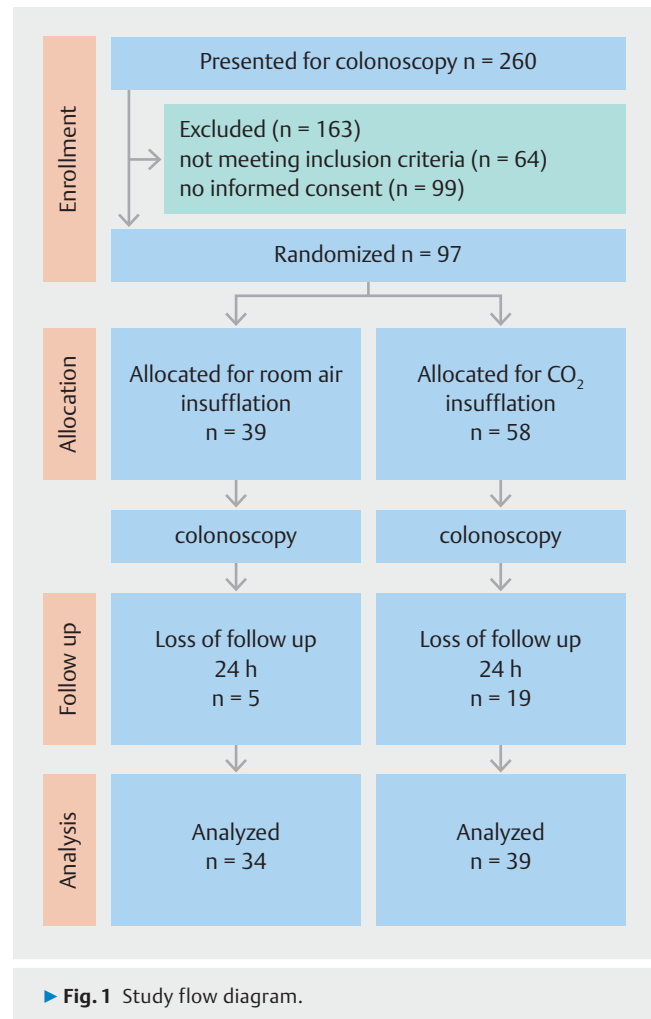 Enrollment
Presented for colonoscopy n = 260
Excluded (n = 163)
not meeting inclusion criteria (n = 64)
no informed consent (n = 99)
Randomized n = 97
Allocation
Allocated for room air
insufflation
n = 39
Allocated for CO₂
insufflation
n = 58
colonoscopy
colonoscopy
Follow up
Loss of follow up
24 h
n = 5
Loss of follow up
24 h
n = 19
Analysis
Analyzed
n = 34
Analyzed
n = 39
▶ Fig. 1 Study flow diagram.